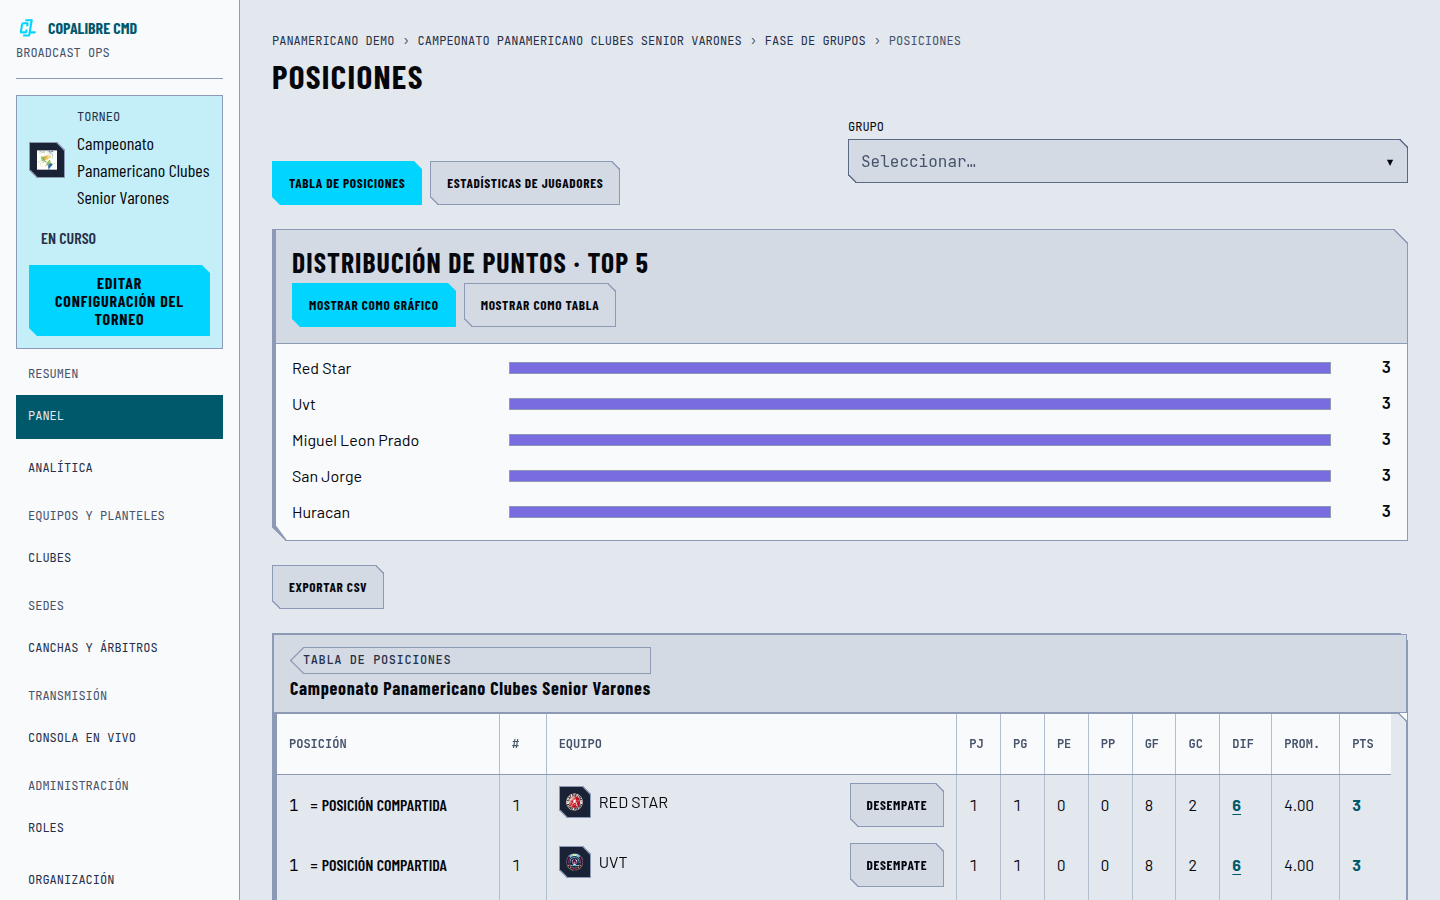 COPALIBRE CMD
BROADCAST OPS
TORNEO
Campeonato
Panamericano Clubes
Senior Varones
EN CURSO
EDITAR
CONFIGURACIÓN DEL
TORNEO
RESUMEN
PANEL
ANALÍTICA
EQUIPOS Y PLANTELES
CLUBES
SEDES
CANCHAS Y ÁRBITROS
TRANSMISIÓN
CONSOLA EN VIVO
ADMINISTRACIÓN
ROLES
ORGANIZACIÓN
PANAMERICANO DEMO › CAMPEONATO PANAMERICANO CLUBES SENIOR VARONES › FASE DE GRUPOS › POSICIONES
POSICIONES
GRUPO
Seleccionar…
TABLA DE POSICIONES ESTADÍSTICAS DE JUGADORES
DISTRIBUCIÓN DE PUNTOS · TOP 5
MOSTRAR COMO GRÁFICO MOSTRAR COMO TABLA
Red Star 3
Uvt 3
Miguel Leon Prado 3
San Jorge 3
Huracan 3
EXPORTAR CSV
TABLA DE POSICIONES
Campeonato Panamericano Clubes Senior Varones
POSICIÓN # EQUIPO PJ PG PE PP GF GC DIF PROM. PTS
1 = POSICIÓN COMPARTIDA 1 RED STAR DESEMPATE 1 1 0 0 8 2 6 4.00 3
1 = POSICIÓN COMPARTIDA 1 UVT DESEMPATE 1 1 0 0 8 2 6 4.00 3